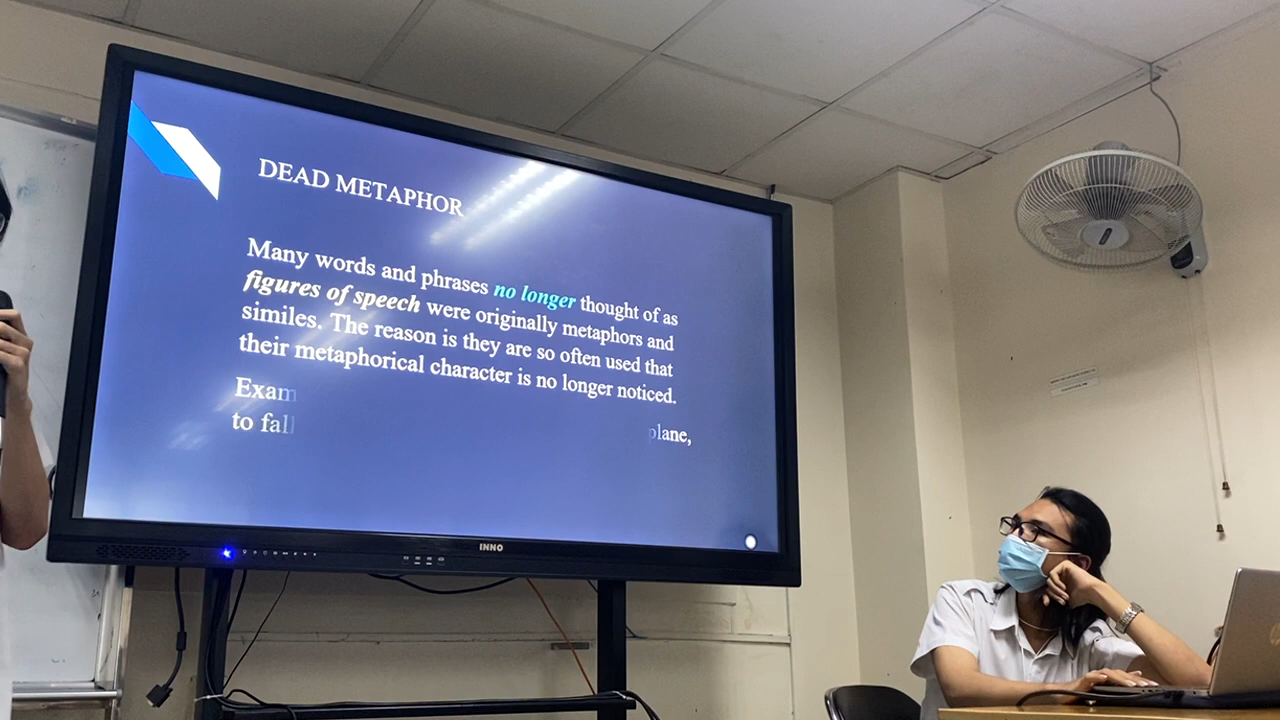 DEAD METAPHOR
Many words and phrases no longer thought of as
figures of speech were originally metaphors and
similes. The reason is they are so often used that
their metaphorical character is no longer noticed.
Exam
to fall plane,
INNO